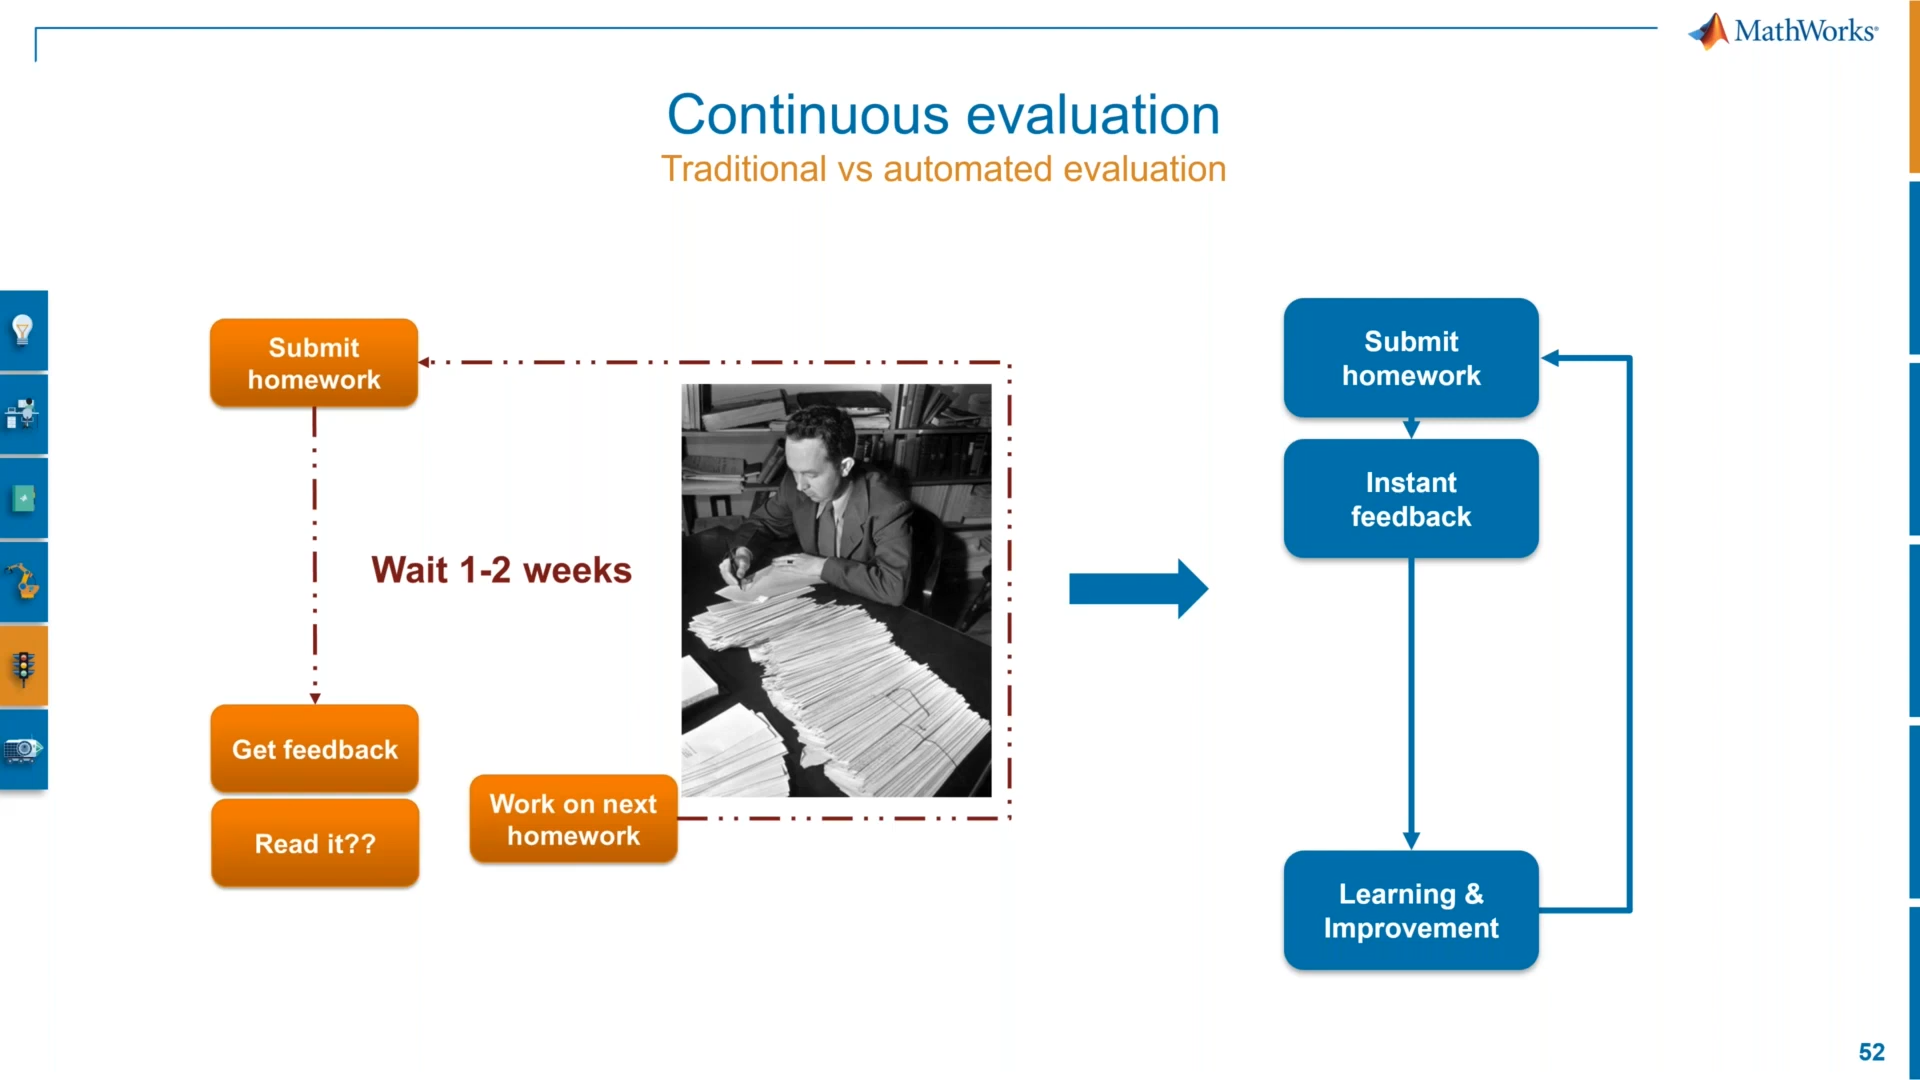 MathWorks®
Continuous evaluation
Traditional vs automated evaluation
Submit
homework
Wait 1-2 weeks
Get feedback
Read it??
Work on next
homework
Submit
homework
Instant
feedback
Learning &
Improvement
52